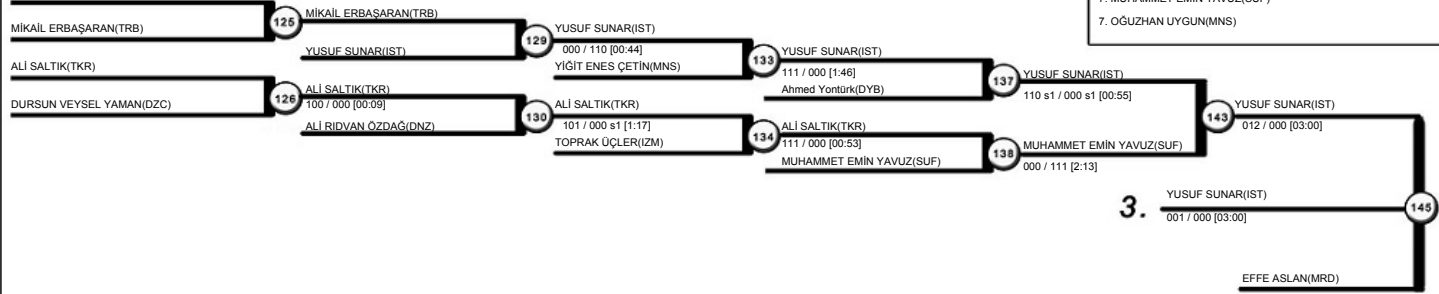 7. MUHAMMET EMİN YAVUZ(SUF)
7. OĞUZHAN UYGUN(MNS)
MİKAİL ERBAŞARAN(TRB)
125
MİKAİL ERBAŞARAN(TRB)
YUSUF SUNAR(IST)
129
YUSUF SUNAR(IST)
000 / 110 [00:44]
YİĞİT ENES ÇETİN(MNS)
133
YUSUF SUNAR(IST)
111 / 000 [1:46]
Ahmed Yontürk(DYB)
137
YUSUF SUNAR(IST)
110 s1 / 000 s1 [00:55]
143
YUSUF SUNAR(IST)
012 / 000 [03:00]
ALİ SALTIK(TKR)
DURSUN VEYSEL YAMAN(DZC)
126
ALİ SALTIK(TKR)
100 / 000 [00:09]
ALİ RIDVAN ÖZDAĞ(DNZ)
130
ALİ SALTIK(TKR)
101 / 000 s1 [1:17]
TOPRAK ÜÇLER(IZM)
134
ALİ SALTIK(TKR)
111 / 000 [00:53]
MUHAMMET EMİN YAVUZ(SUF)
138
MUHAMMET EMİN YAVUZ(SUF)
000 / 111 [2:13]
3.
YUSUF SUNAR(IST)
001 / 000 [03:00]
145
EFFE ASLAN(MRD)